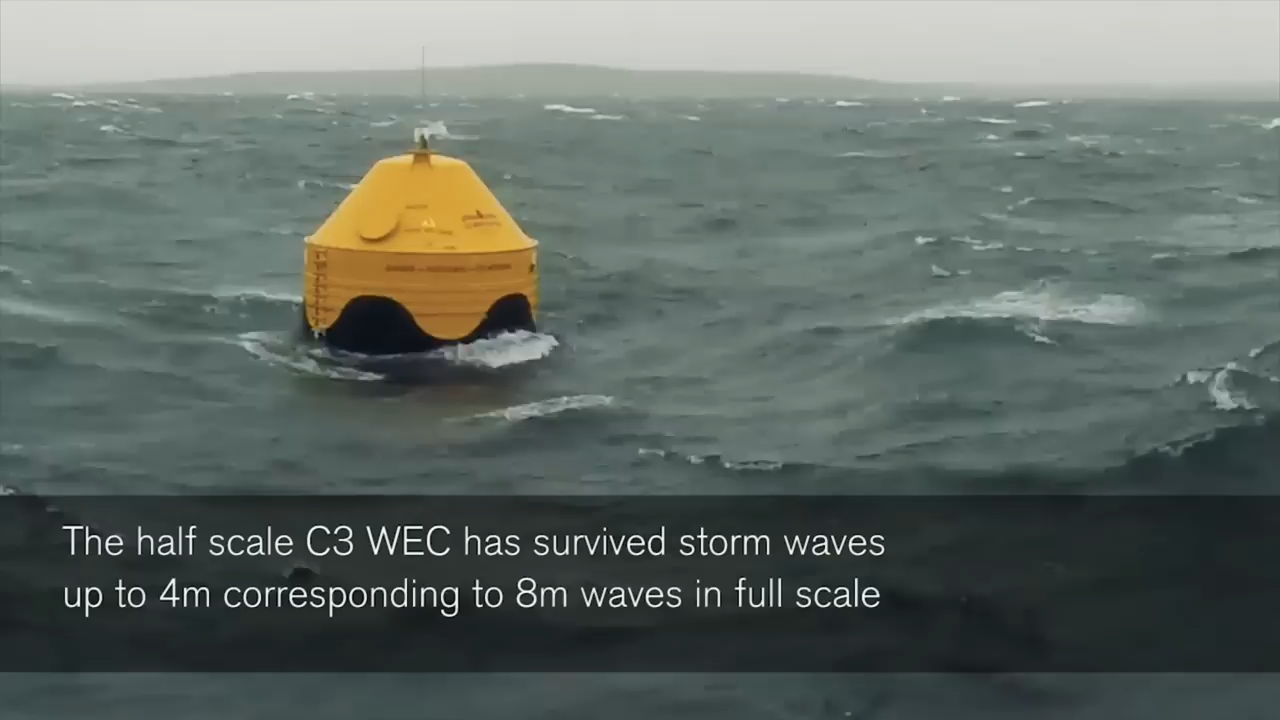 The half scale C3 WEC has survived storm waves
up to 4m corresponding to 8m waves in full scale